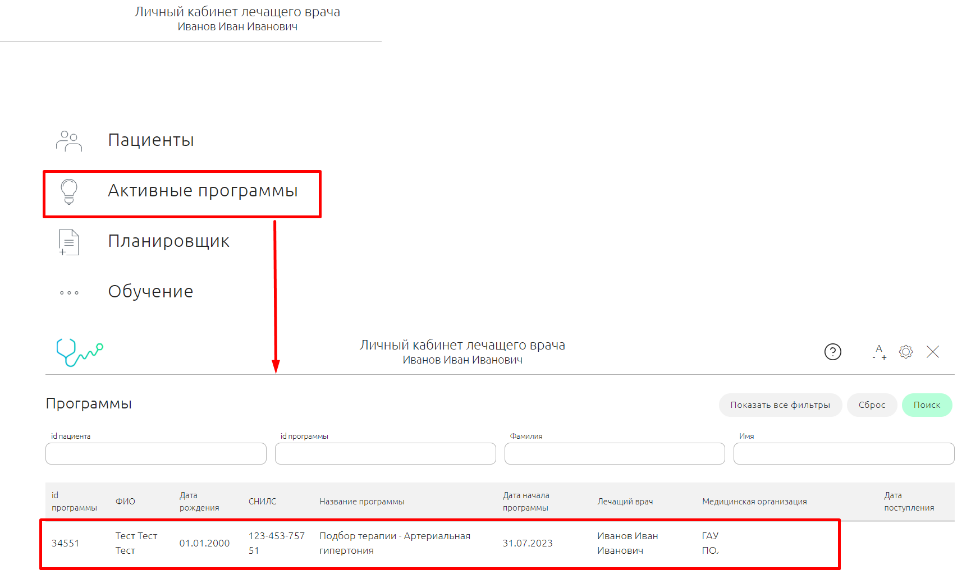 Личный кабинет лечащего врача
Иванов Иван Иванович
Пациенты
Активные программы
Планировщик
Обучение
Личный кабинет лечащего врача
Иванов Иван Иванович
? A - +
Программы
Показать все фильтры Сброс Поиск
id пациента id программы Фамилия Имя
id программы ФИО Дата рождения СНИЛС Название программы Дата начала программы Лечащий врач Медицинская организация Дата поступления
34551 Тест Тест Тест 01.01.2000 123-453-757 51 Подбор терапии - Артериальная гипертония 31.07.2023 Иванов Иван Иванович ГАУ ПО,